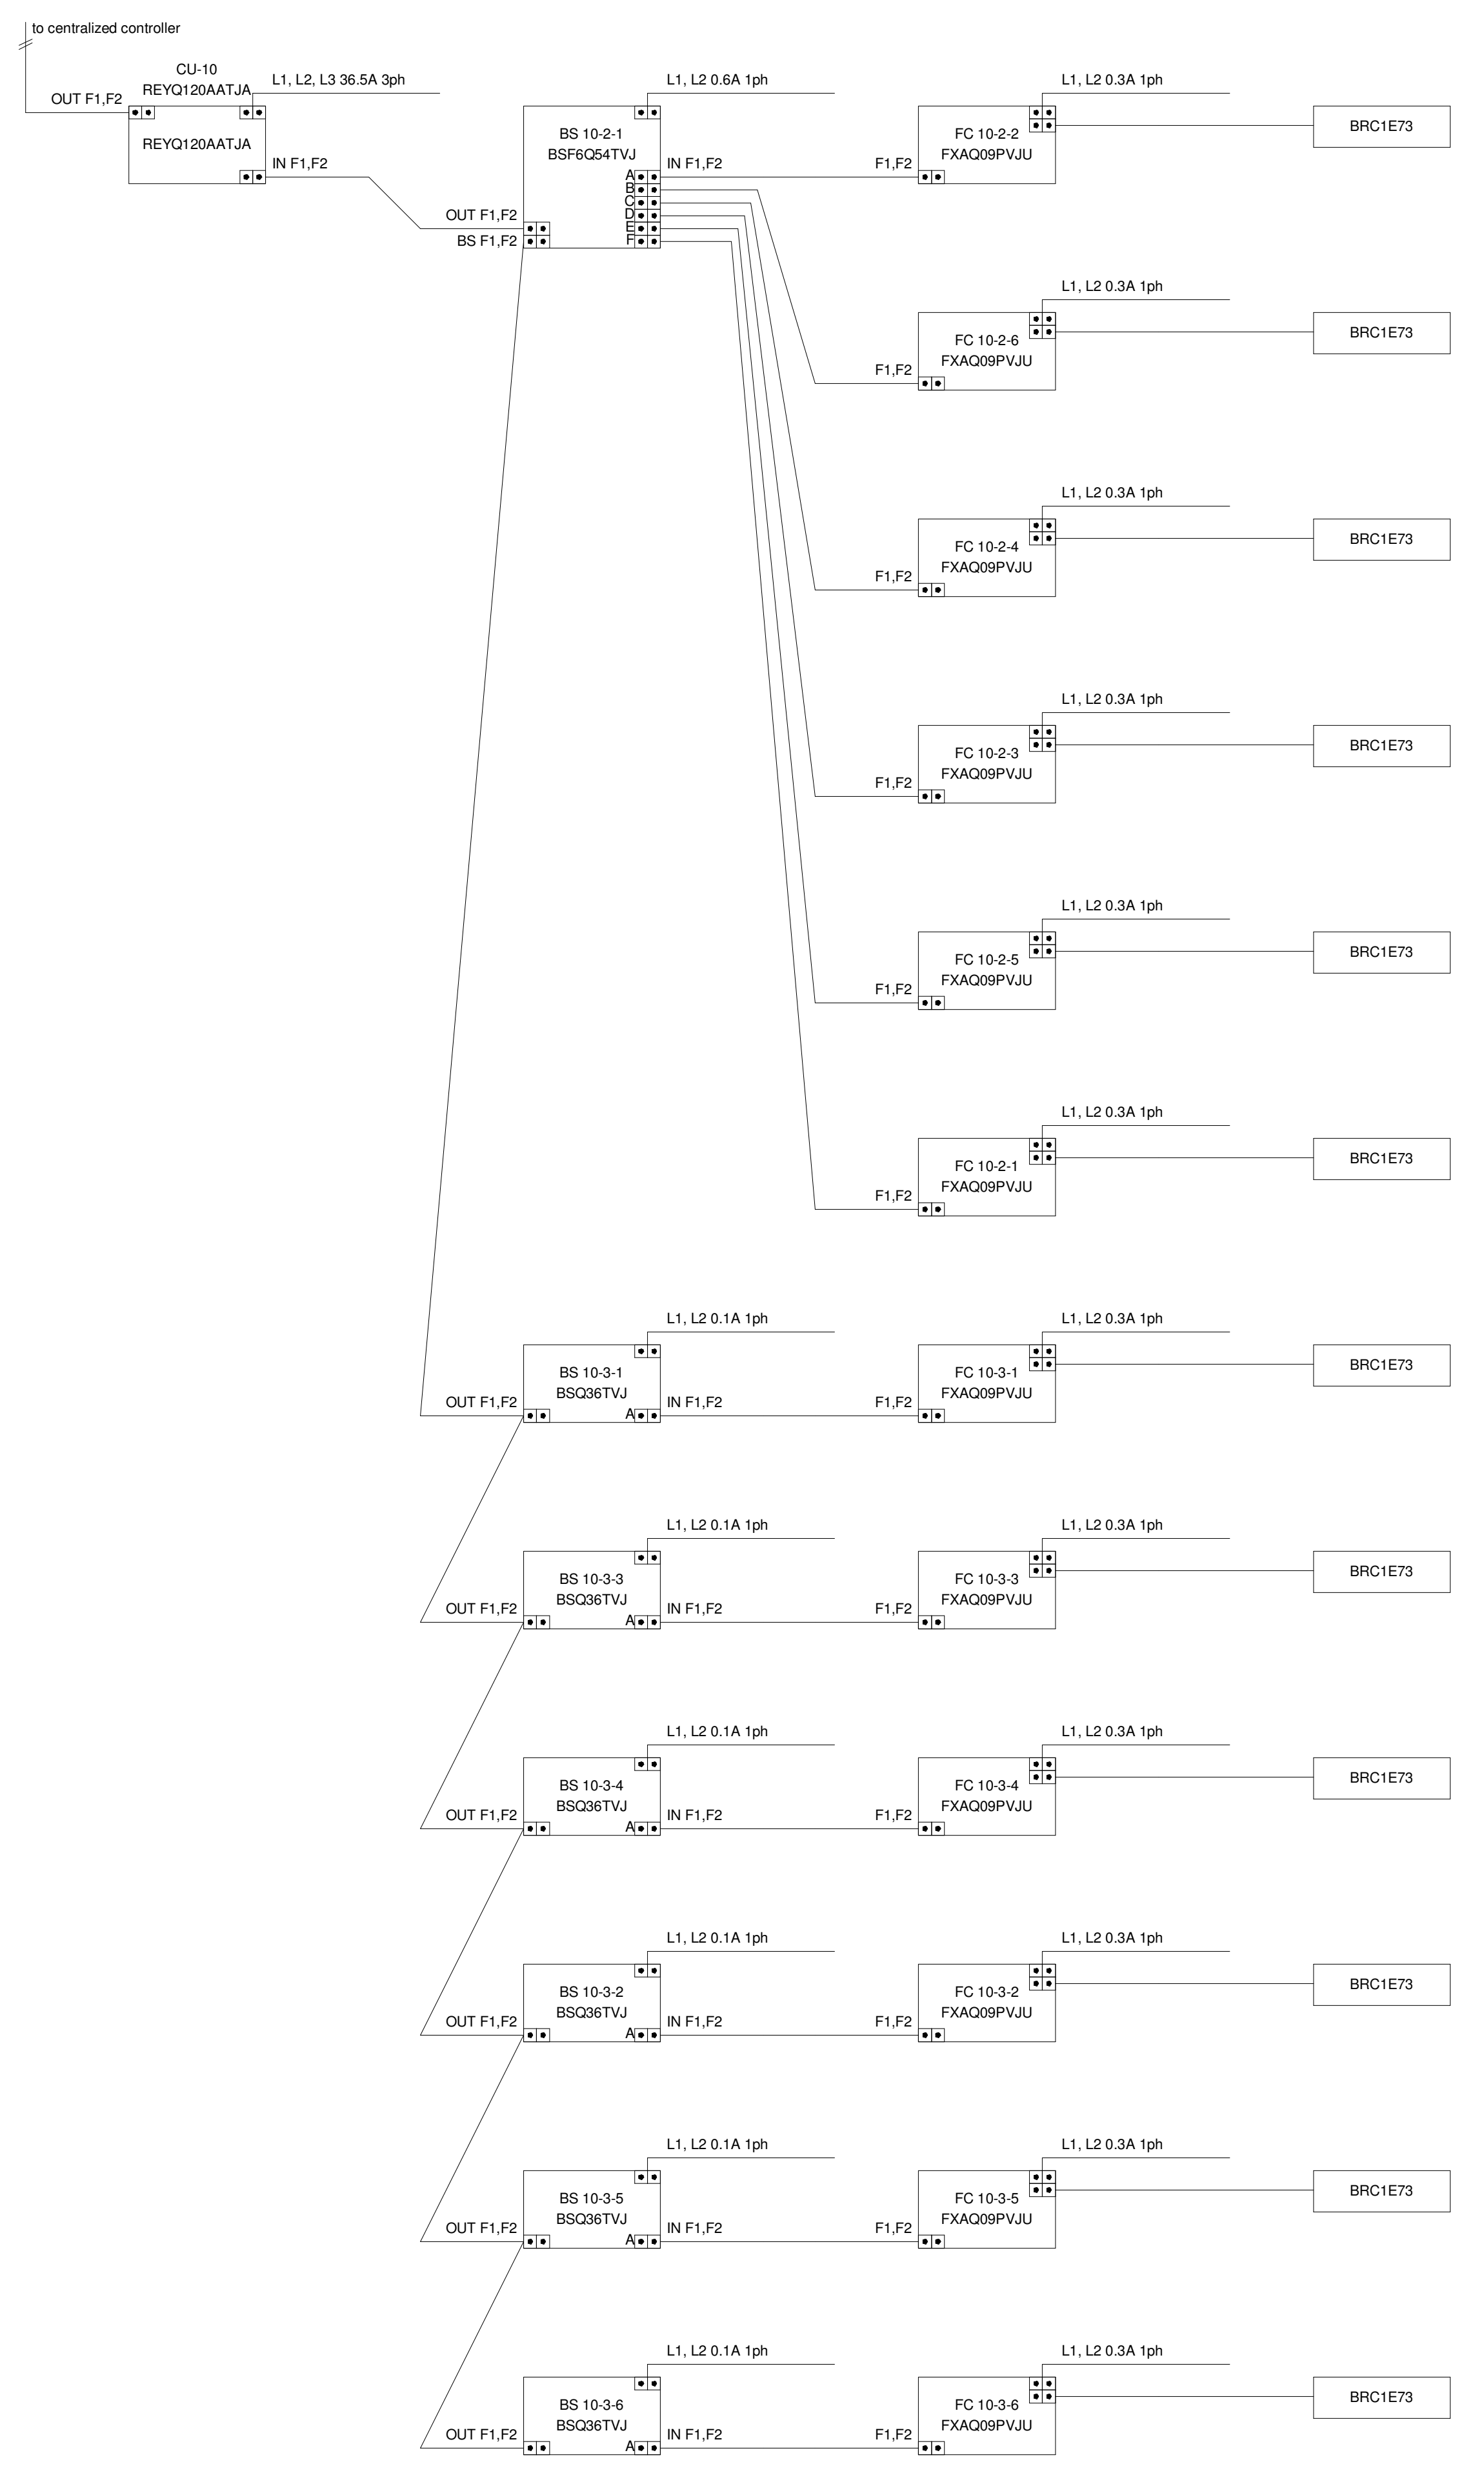 to centralized controller
CU-10
REYQ120AATJA
L1, L2, L3 36.5A 3ph
OUT F1,F2
REYQ120AATJA
IN F1,F2
L1, L2 0.6A 1ph
BS 10-2-1
BSF6Q54TVJ
OUT F1,F2
BS F1,F2
A
B
C
D
E
F
IN F1,F2
L1, L2 0.3A 1ph
FC 10-2-2
FXAQ09PVJU
F1,F2
BRC1E73
L1, L2 0.3A 1ph
FC 10-2-6
FXAQ09PVJU
F1,F2
BRC1E73
L1, L2 0.3A 1ph
FC 10-2-4
FXAQ09PVJU
F1,F2
BRC1E73
L1, L2 0.3A 1ph
FC 10-2-3
FXAQ09PVJU
F1,F2
BRC1E73
L1, L2 0.3A 1ph
FC 10-2-5
FXAQ09PVJU
F1,F2
BRC1E73
L1, L2 0.3A 1ph
FC 10-2-1
FXAQ09PVJU
F1,F2
BRC1E73
L1, L2 0.1A 1ph
BS 10-3-1
BSQ36TVJ
OUT F1,F2
A
IN F1,F2
L1, L2 0.3A 1ph
FC 10-3-1
FXAQ09PVJU
F1,F2
BRC1E73
L1, L2 0.1A 1ph
BS 10-3-3
BSQ36TVJ
OUT F1,F2
A
IN F1,F2
L1, L2 0.3A 1ph
FC 10-3-3
FXAQ09PVJU
F1,F2
BRC1E73
L1, L2 0.1A 1ph
BS 10-3-4
BSQ36TVJ
OUT F1,F2
A
IN F1,F2
L1, L2 0.3A 1ph
FC 10-3-4
FXAQ09PVJU
F1,F2
BRC1E73
L1, L2 0.1A 1ph
BS 10-3-2
BSQ36TVJ
OUT F1,F2
A
IN F1,F2
L1, L2 0.3A 1ph
FC 10-3-2
FXAQ09PVJU
F1,F2
BRC1E73
L1, L2 0.1A 1ph
BS 10-3-5
BSQ36TVJ
OUT F1,F2
A
IN F1,F2
L1, L2 0.3A 1ph
FC 10-3-5
FXAQ09PVJU
F1,F2
BRC1E73
L1, L2 0.1A 1ph
BS 10-3-6
BSQ36TVJ
OUT F1,F2
A
IN F1,F2
L1, L2 0.3A 1ph
FC 10-3-6
FXAQ09PVJU
F1,F2
BRC1E73